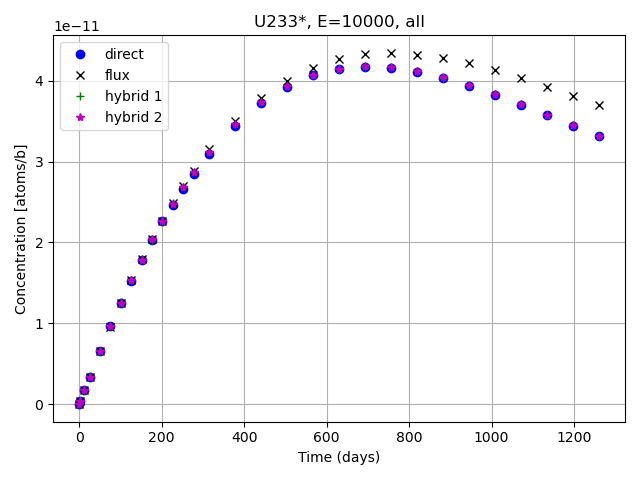 U233*, E=10000, all
1e−11
direct
flux
hybrid 1
hybrid 2
4
3
2
1
0
Concentration [atoms/b]
0 200 400 600 800 1000 1200
Time (days)